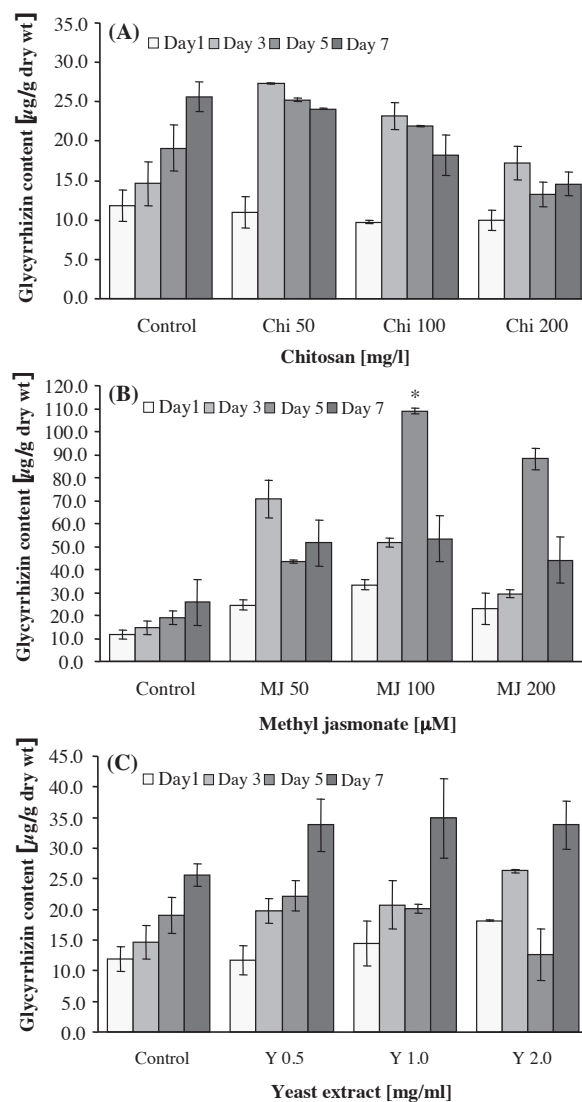 (A)
Day1 Day 3 Day 5 Day 7
Glycyrrhizin content [µg/g dry wt]
35.0
30.0
25.0
20.0
15.0
10.0
5.0
0.0
Control Chi 50 Chi 100 Chi 200
Chitosan [mg/l]
(B)
Day1 Day 3 Day 5 Day 7
Glycyrrhizin content [µg/g dry wt]
120.0
110.0
100.0
90.0
80.0
70.0
60.0
50.0
40.0
30.0
20.0
10.0
0.0
*
Control MJ 50 MJ 100 MJ 200
Methyl jasmonate [µM]
(C)
Day1 Day 3 Day 5 Day 7
Glycyrrhizin content [µg/g dry wt]
45.0
40.0
35.0
30.0
25.0
20.0
15.0
10.0
5.0
0.0
Control Y 0.5 Y 1.0 Y 2.0
Yeast extract [mg/ml]